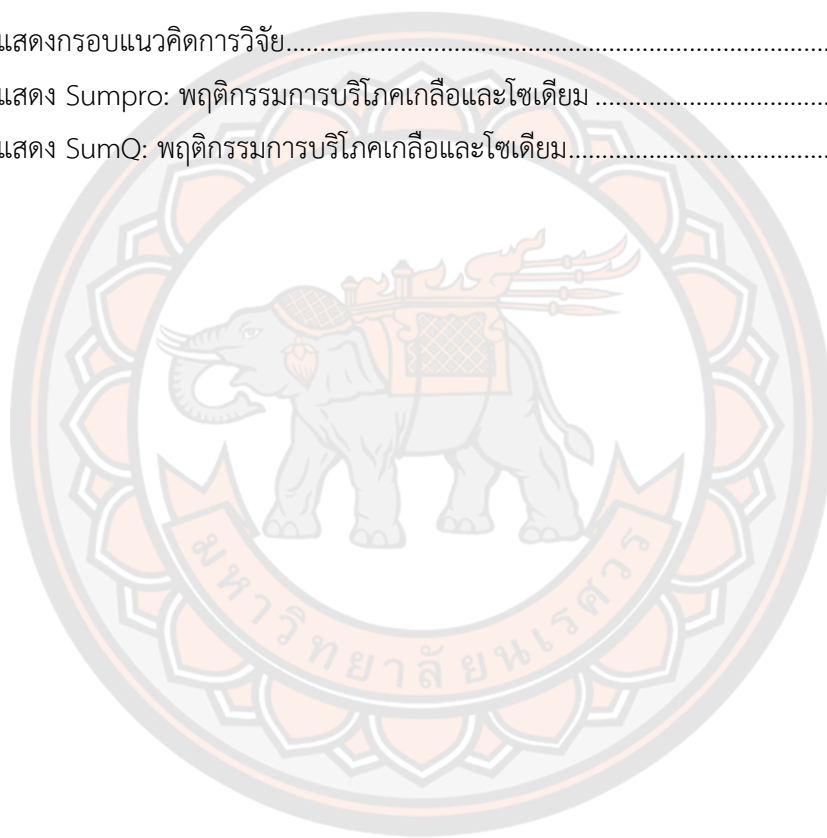 แสดงกรอบแนวคิดการวิจัย........................................................................................
แสดง Sumpro: พฤติกรรมการบริโภคเกลือและโซเดียม ......................................
แสดง SumQ: พฤติกรรมการบริโภคเกลือและโซเดียม...........................................
มหาวิทยาลัยนเรศวร